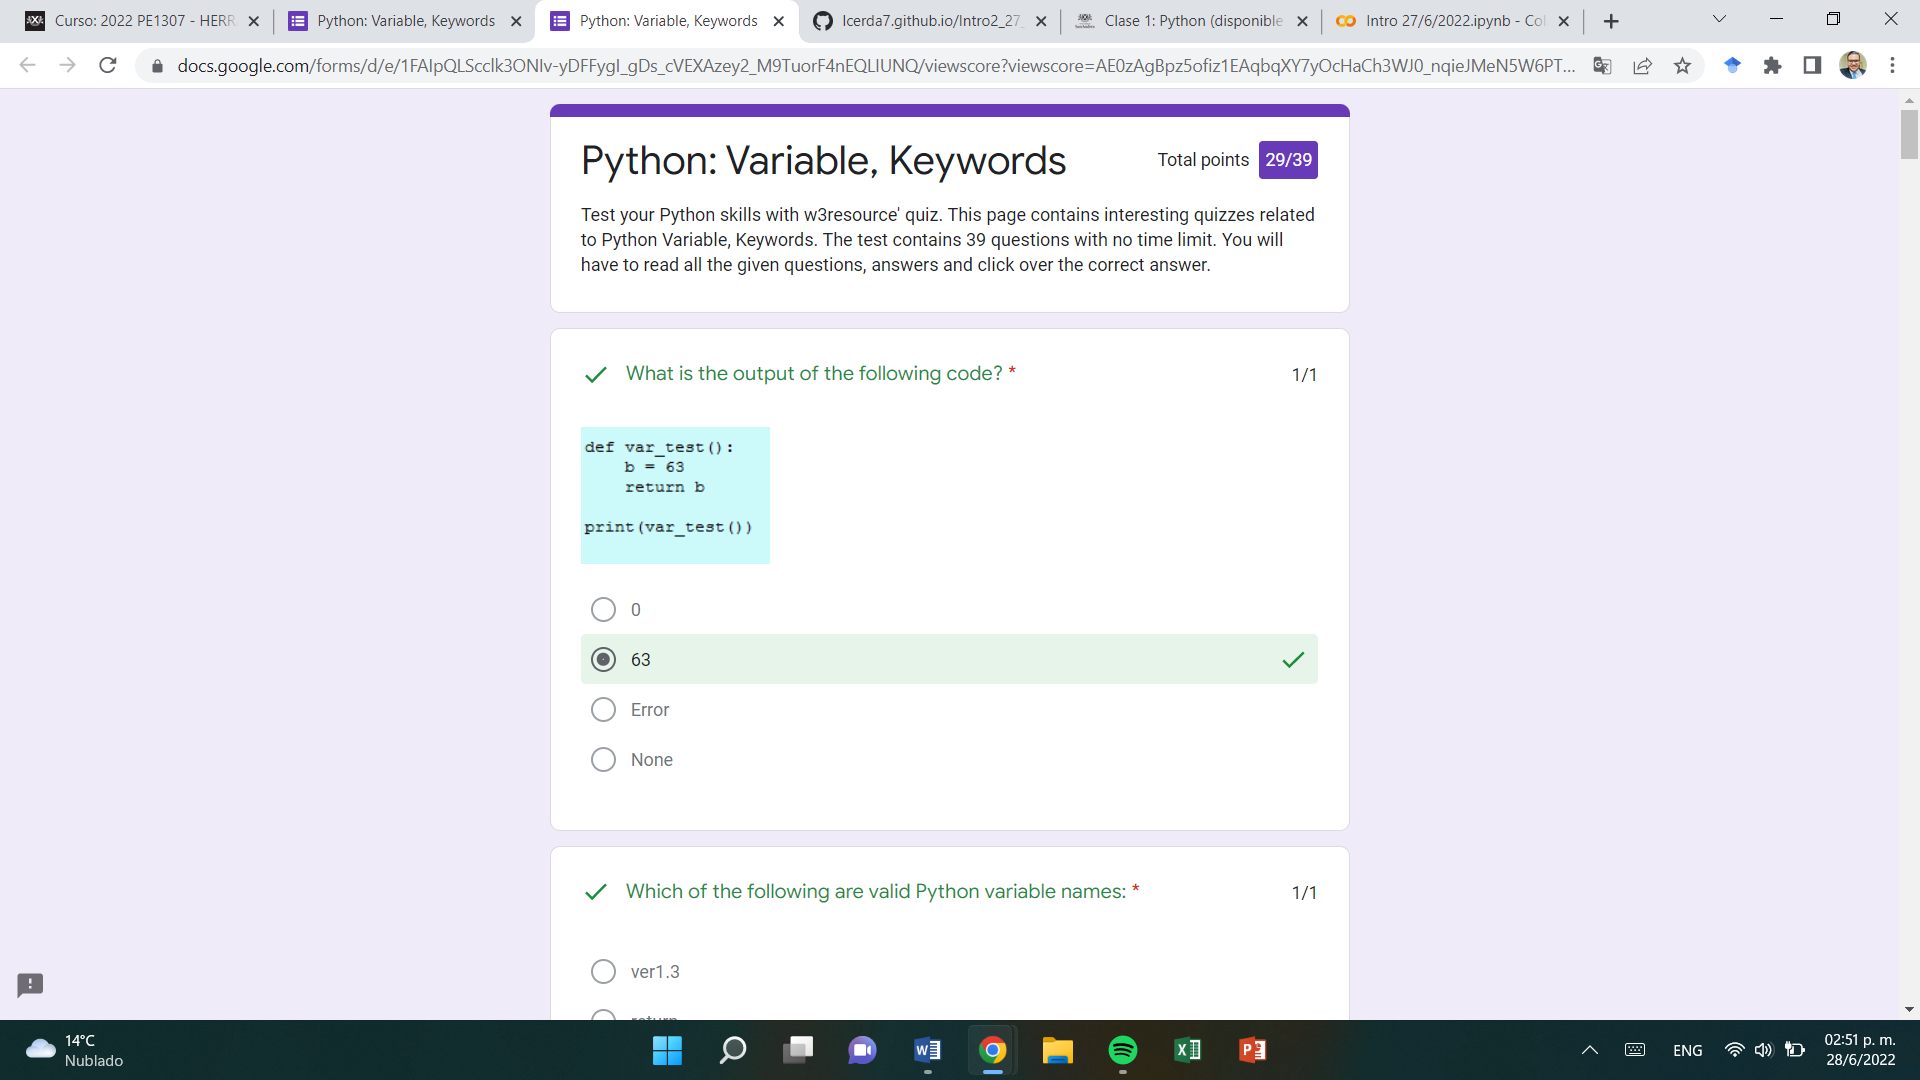 Curso: 2022 PE1307 - HERR
Python: Variable, Keywords
Python: Variable, Keywords
lcerda7.github.io/Intro2_27_
Clase 1: Python (disponible
Intro 27/6/2022.ipynb - Col
docs.google.com/forms/d/e/1FAIpQLScclk3ONlv-yDFFygI_gDs_cVEXAzey2_M9TuorF4nEQLlUNQ/viewscore?viewscore=AE0zAgBpz5ofiz1EAqbqXY7yOcHaCh3WJ0_nqieJMeN5W6PT...
Python: Variable, Keywords
Total points 29/39
Test your Python skills with w3resource' quiz. This page contains interesting quizzes related
to Python Variable, Keywords. The test contains 39 questions with no time limit. You will
have to read all the given questions, answers and click over the correct answer.
What is the output of the following code? *
1/1
def var_test():
b = 63
return b
print(var_test())
0
63
Error
None
Which of the following are valid Python variable names: *
1/1
ver1.3
return
14°C
Nublado
ENG
02:51 p. m.
28/6/2022